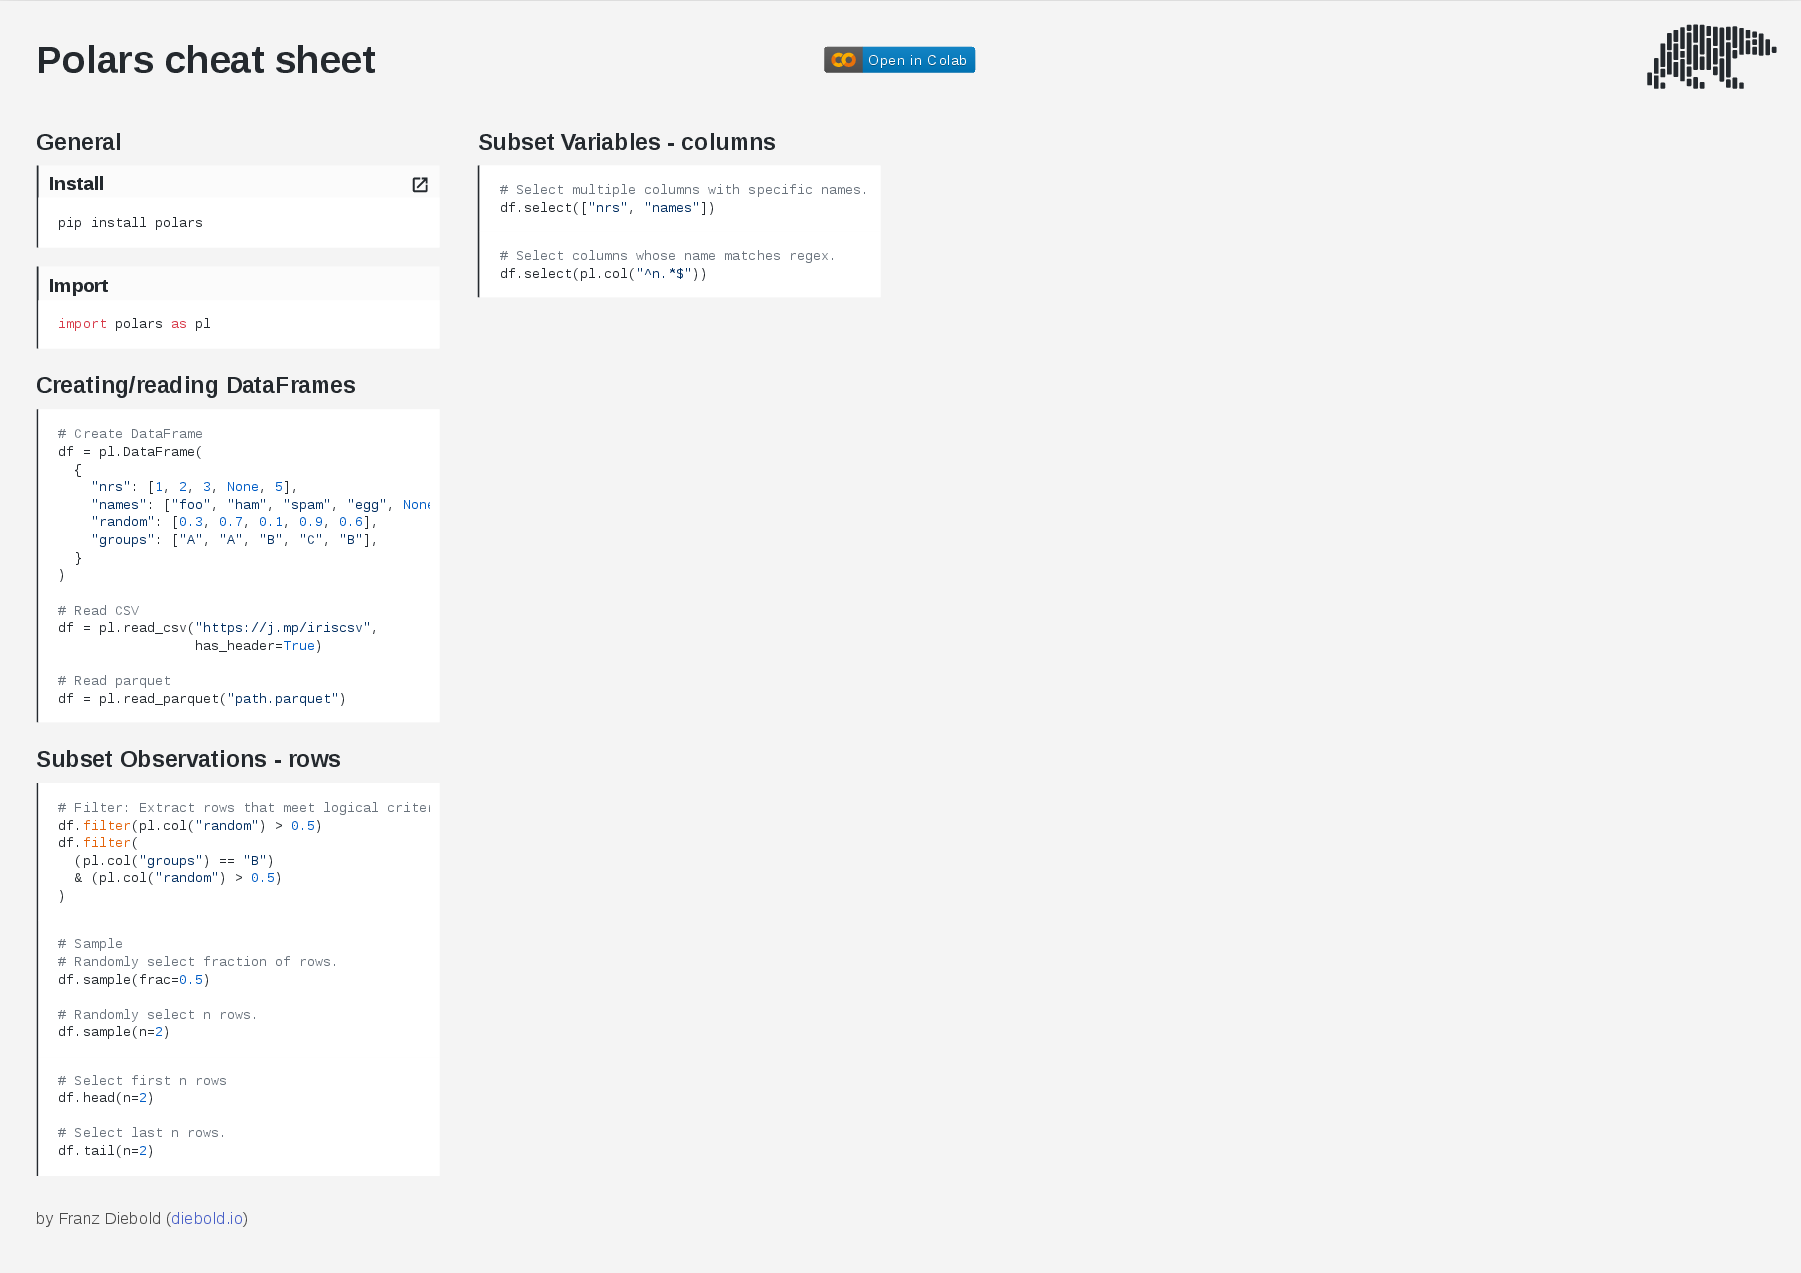 Polars cheat sheet
Open in Colab
General
Install
pip install polars
Import
import polars as pl
Creating/reading DataFrames
# Create DataFrame
df = pl.DataFrame(
  {
    "nrs": [1, 2, 3, None, 5],
    "names": ["foo", "ham", "spam", "egg", None
    "random": [0.3, 0.7, 0.1, 0.9, 0.6],
    "groups": ["A", "A", "B", "C", "B"],
  }
)
# Read CSV
df = pl.read_csv("https://j.mp/iriscsv",
                 has_header=True)
# Read parquet
df = pl.read_parquet("path.parquet")
Subset Observations - rows
# Filter: Extract rows that meet logical
df.filter(pl.col("random") > 0.5)
df.filter(
  (pl.col("groups") == "B")
  & (pl.col("random") > 0.5)
)
# Sample
# Randomly select fraction of rows.
df.sample(frac=0.5)
# Randomly select n rows.
df.sample(n=2)
# Select first n rows
df.head(n=2)
# Select last n rows.
df.tail(n=2)
Subset Variables - columns
# Select multiple columns with specific names.
df.select(["nrs", "names"])
# Select columns whose name matches regex.
df.select(pl.col("^n.*$"))
by Franz Diebold (diebold.io)